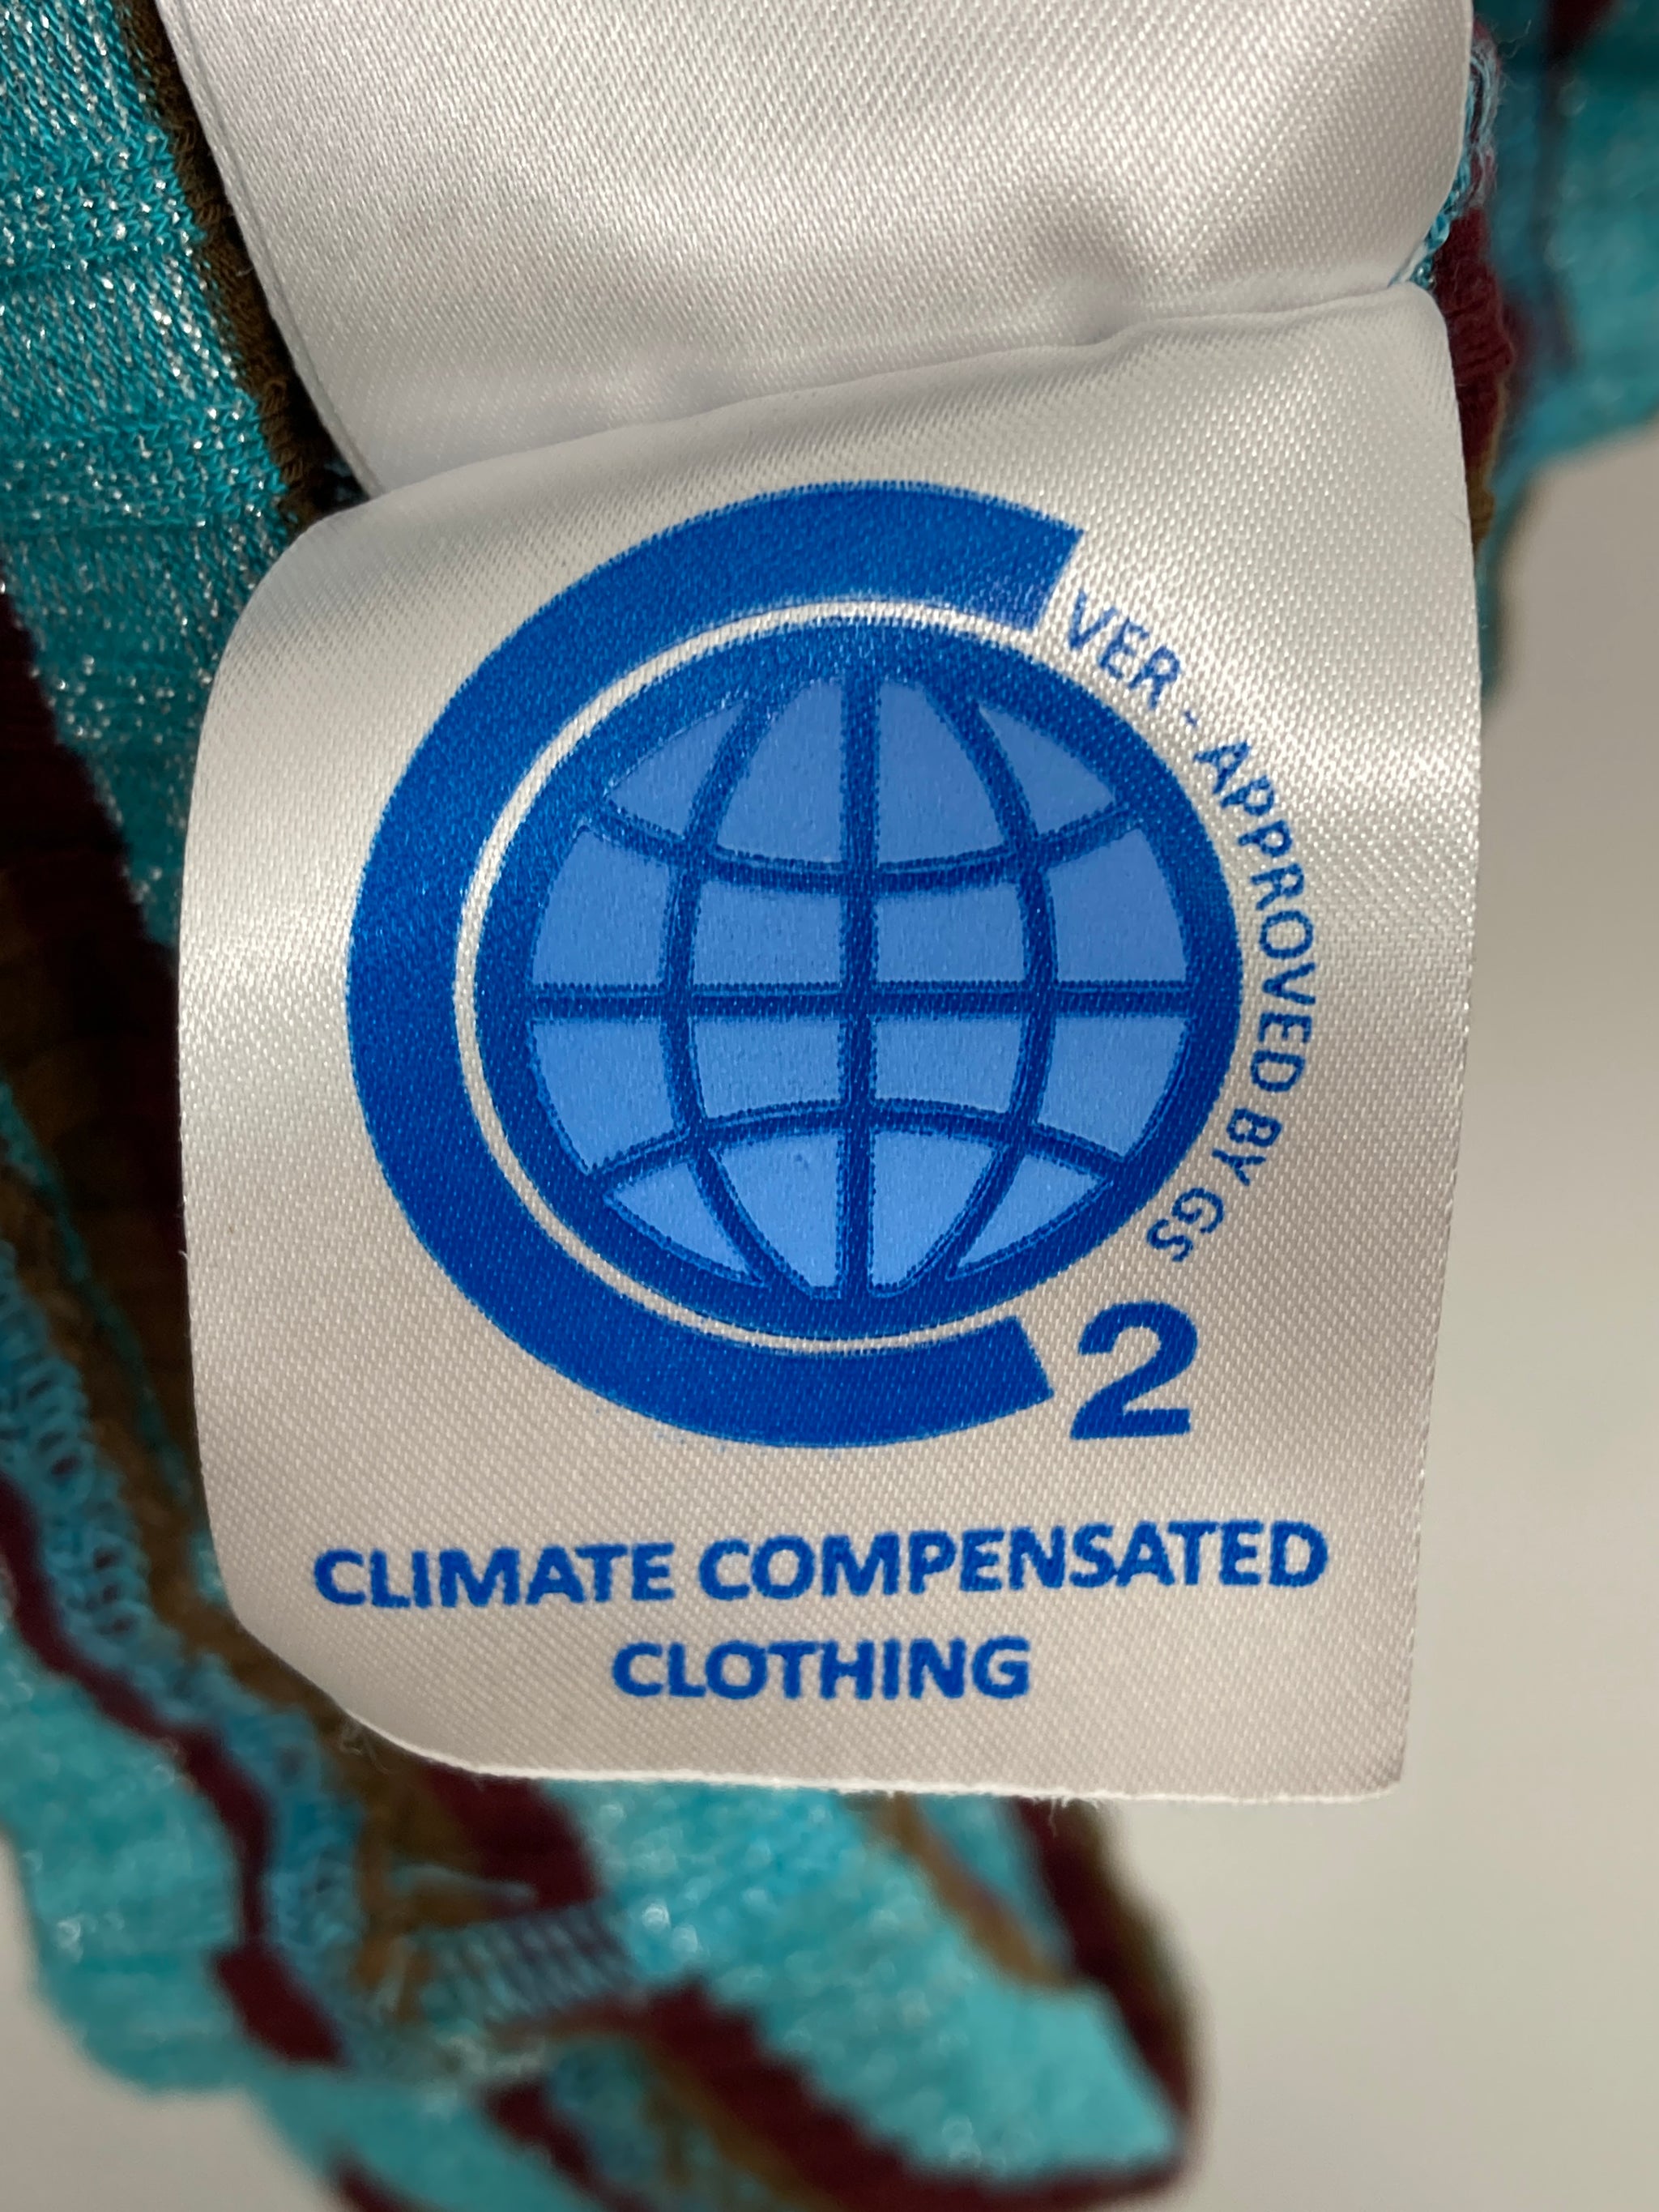 VER - APPROVED BY GS
C 2
CLIMATE COMPENSATED
CLOTHING